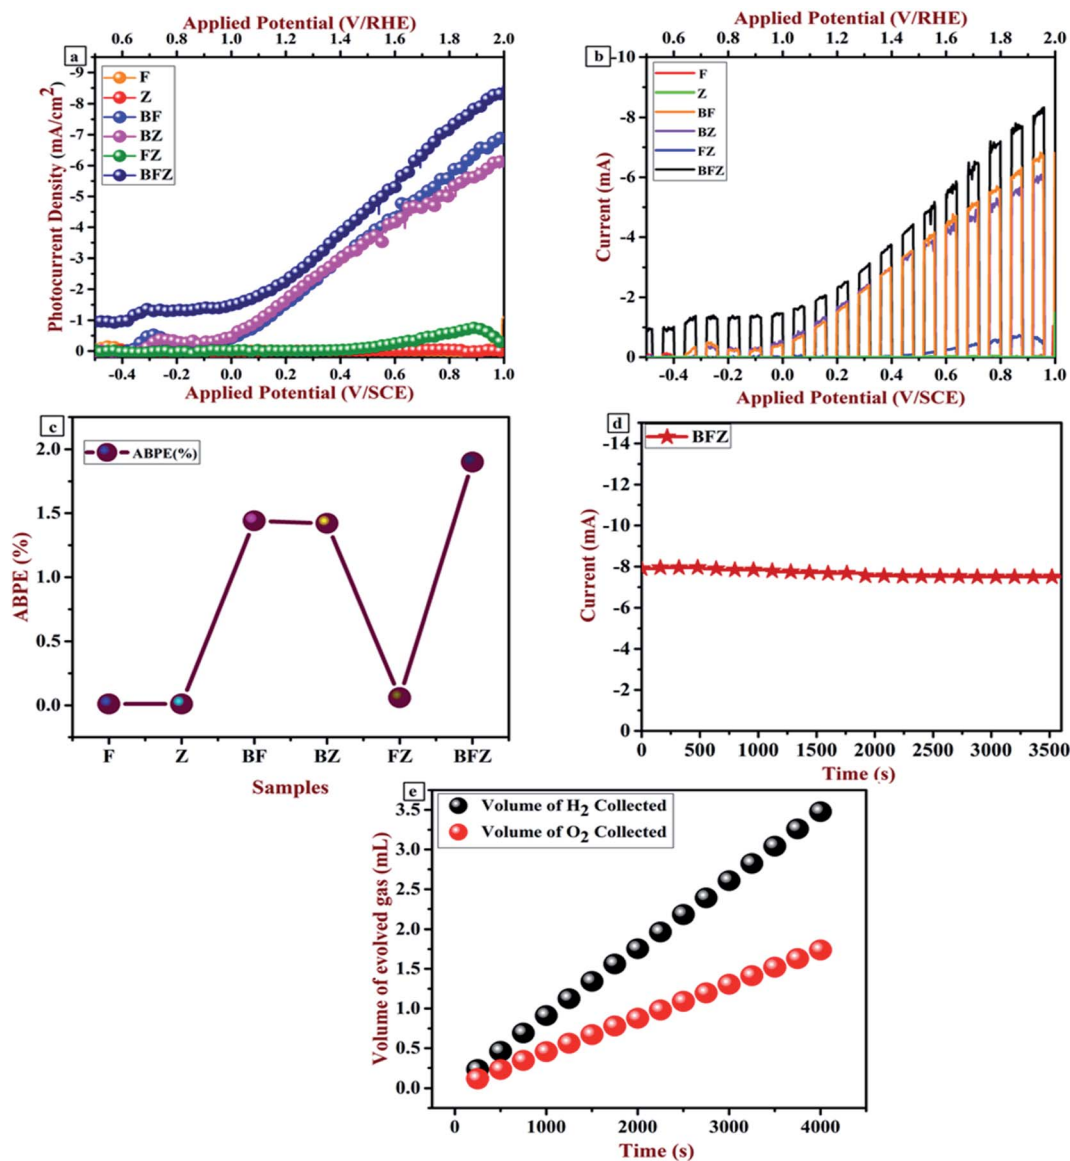 Applied Potential (V/RHE)
0.6 0.8 1.0 1.2 1.4 1.6 1.8 2.0
a
F
Z
BF
BZ
FZ
BFZ
Photocurrent Density (mA/cm2)
-9
-8
-7
-6
-5
-4
-3
-2
-1
0
-0.4 -0.2 0.0 0.2 0.4 0.6 0.8 1.0
Applied Potential (V/SCE)
Applied Potential (V/RHE)
0.6 0.8 1.0 1.2 1.4 1.6 1.8 2.0
b
F
Z
BF
BZ
FZ
BFZ
Current (mA)
-10
-8
-6
-4
-2
0
-0.4 -0.2 0.0 0.2 0.4 0.6 0.8 1.0
Applied Potential (V/SCE)
c
ABPE(%)
ABPE (%)
2.0
1.5
1.0
0.5
0.0
F Z BF BZ FZ BFZ
Samples
d
BFZ
Current (mA)
-14
-12
-10
-8
-6
-4
-2
0
0 500 1000 1500 2000 2500 3000 3500
Time (s)
e
Volume of H2 Collected
Volume of O2 Collected
Volume of evolved gas (mL)
3.5
3.0
2.5
2.0
1.5
1.0
0.5
0.0
0 1000 2000 3000 4000
Time (s)